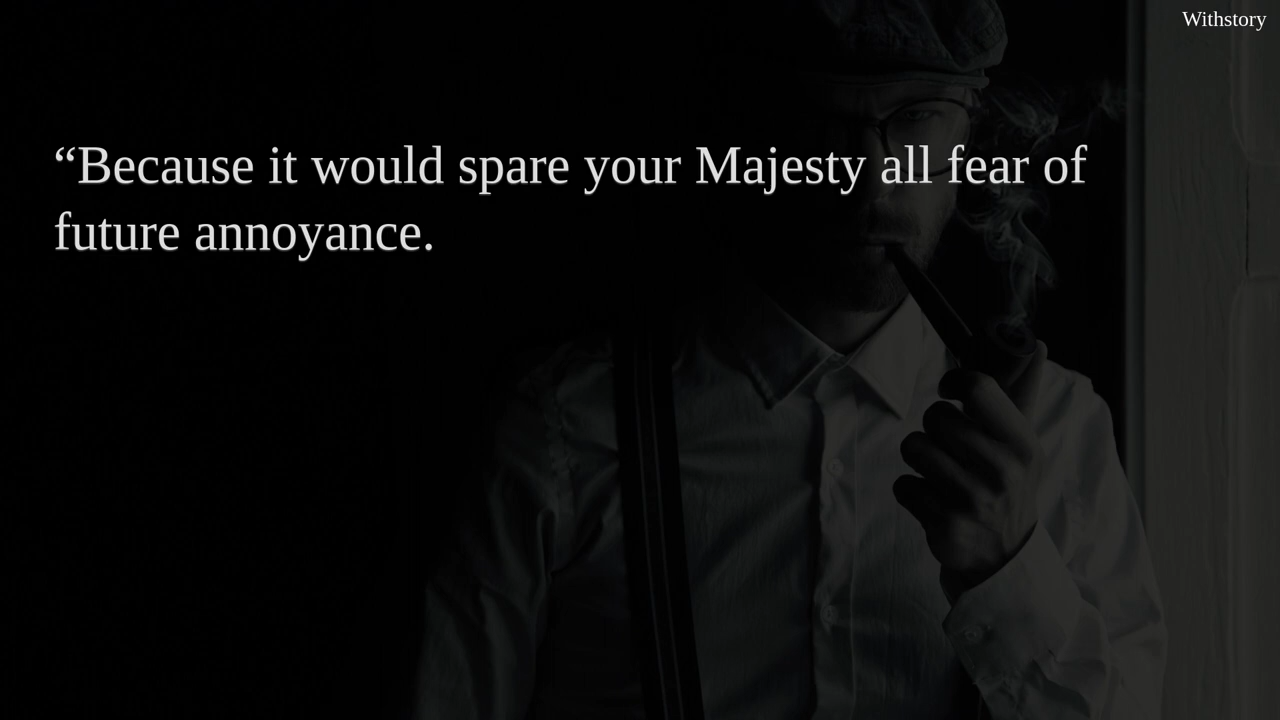 Withstory
“Because it would spare your Majesty all fear of
future annoyance.